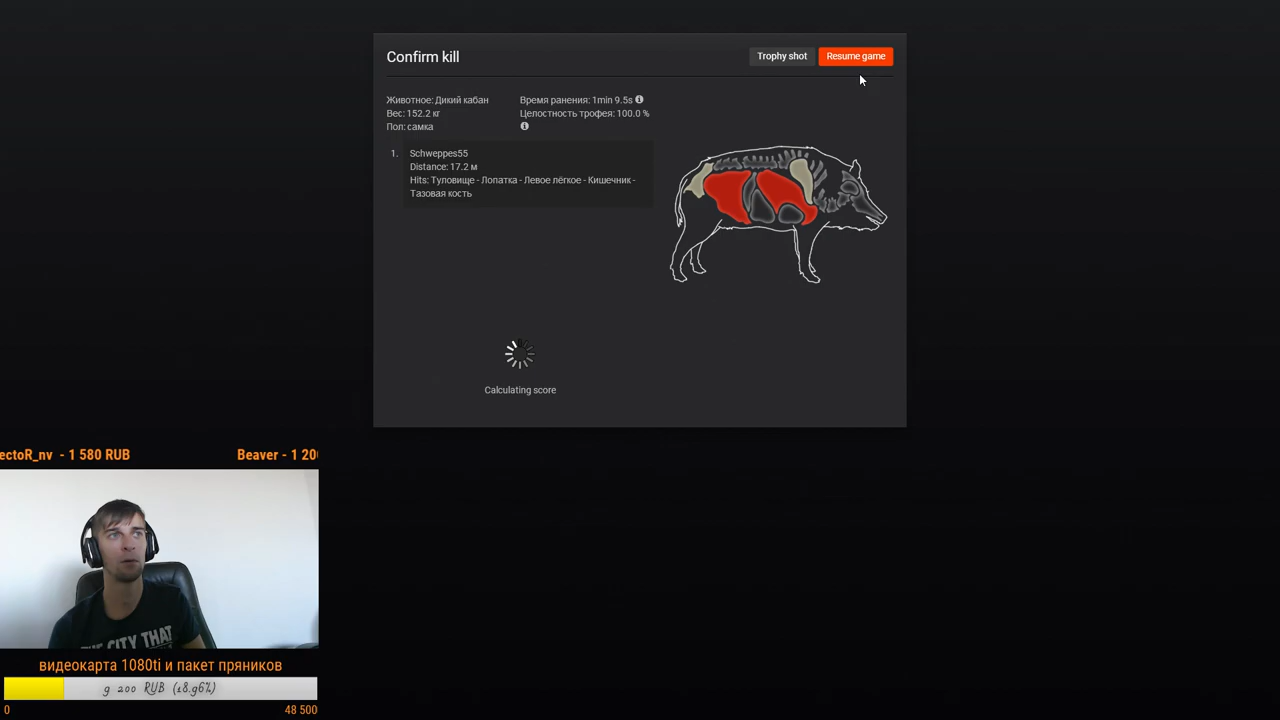 Confirm kill
Trophy shot
Resume game
Животное: Дикий кабан
Вес: 152.2 кг
Пол: самка
Время ранения: 1min 9.5s
Целостность трофея: 100.0 %
1.
Schweppes55
Distance: 17.2 м
Hits: Туловище - Лопатка - Левое лёгкое - Кишечник -
Тазовая кость
Calculating score
ectoR_nv - 1 580 RUB
Beaver - 1 20
THE CITY THAT
видеокарта 1080ti и пакет пряников
9 200 RUB (18.96%)
0
48 500